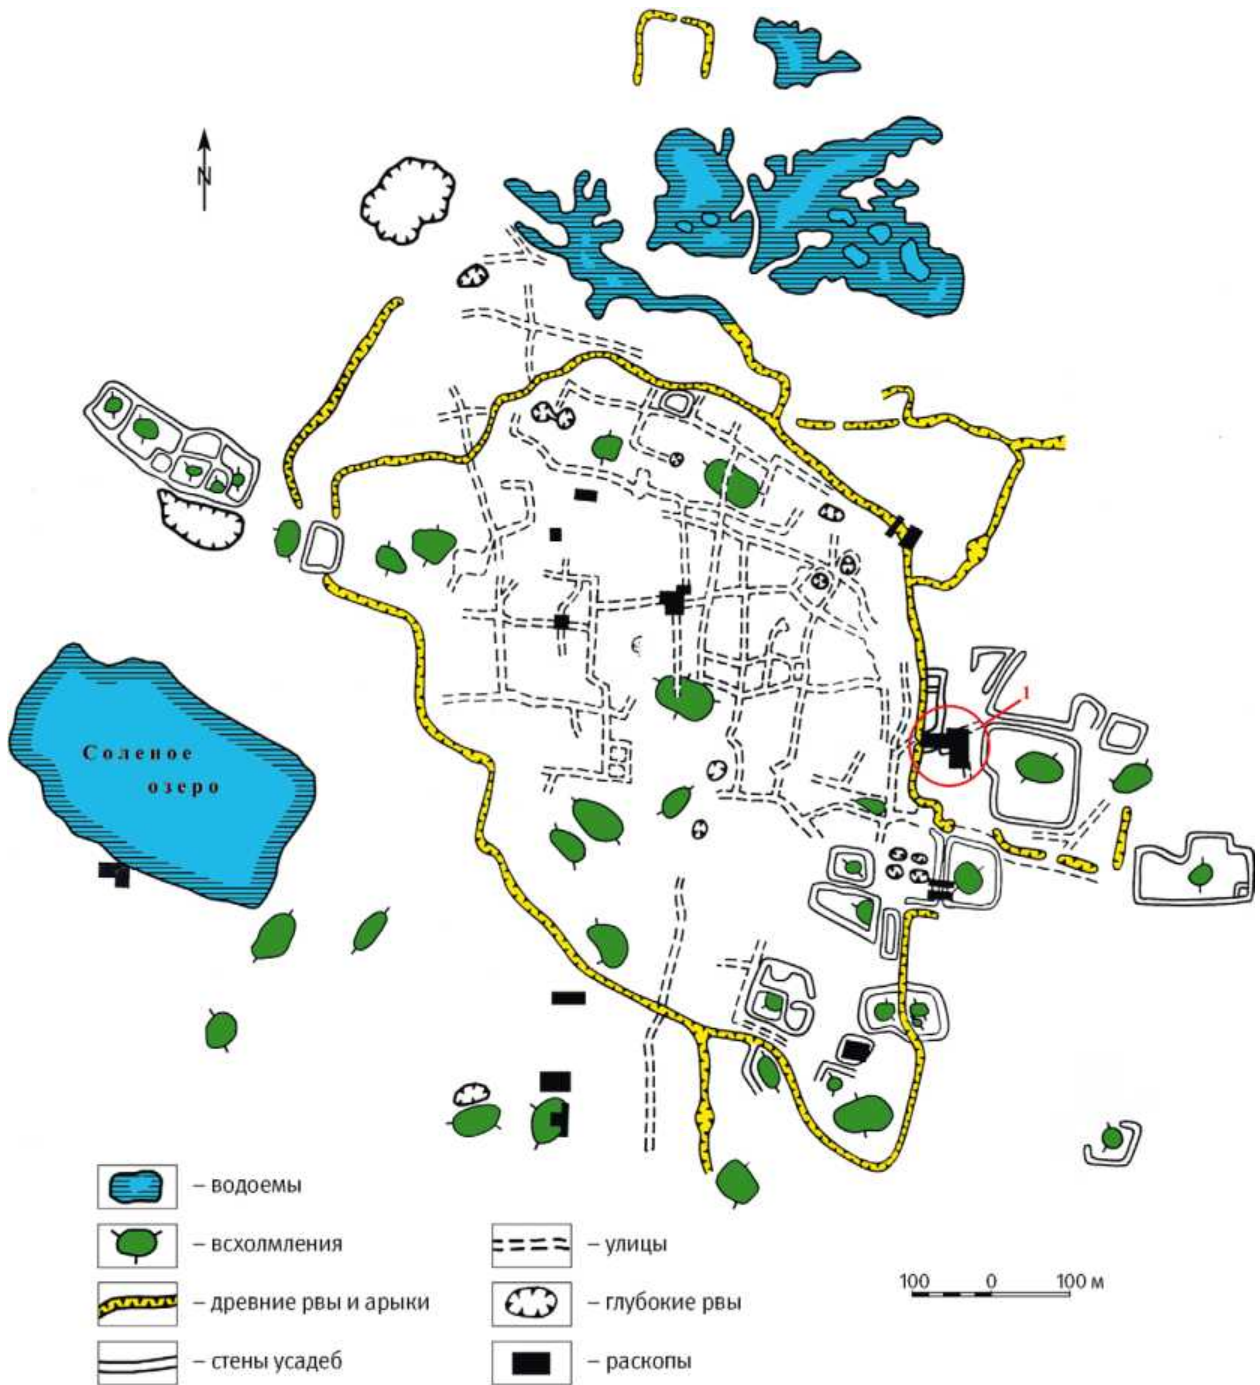 N
1
Соленое
озеро
– водоемы
– всхолмления
– древние рвы и арыки
– стены усадеб
– улицы
– глубокие рвы
– раскопы
100 0 100 м